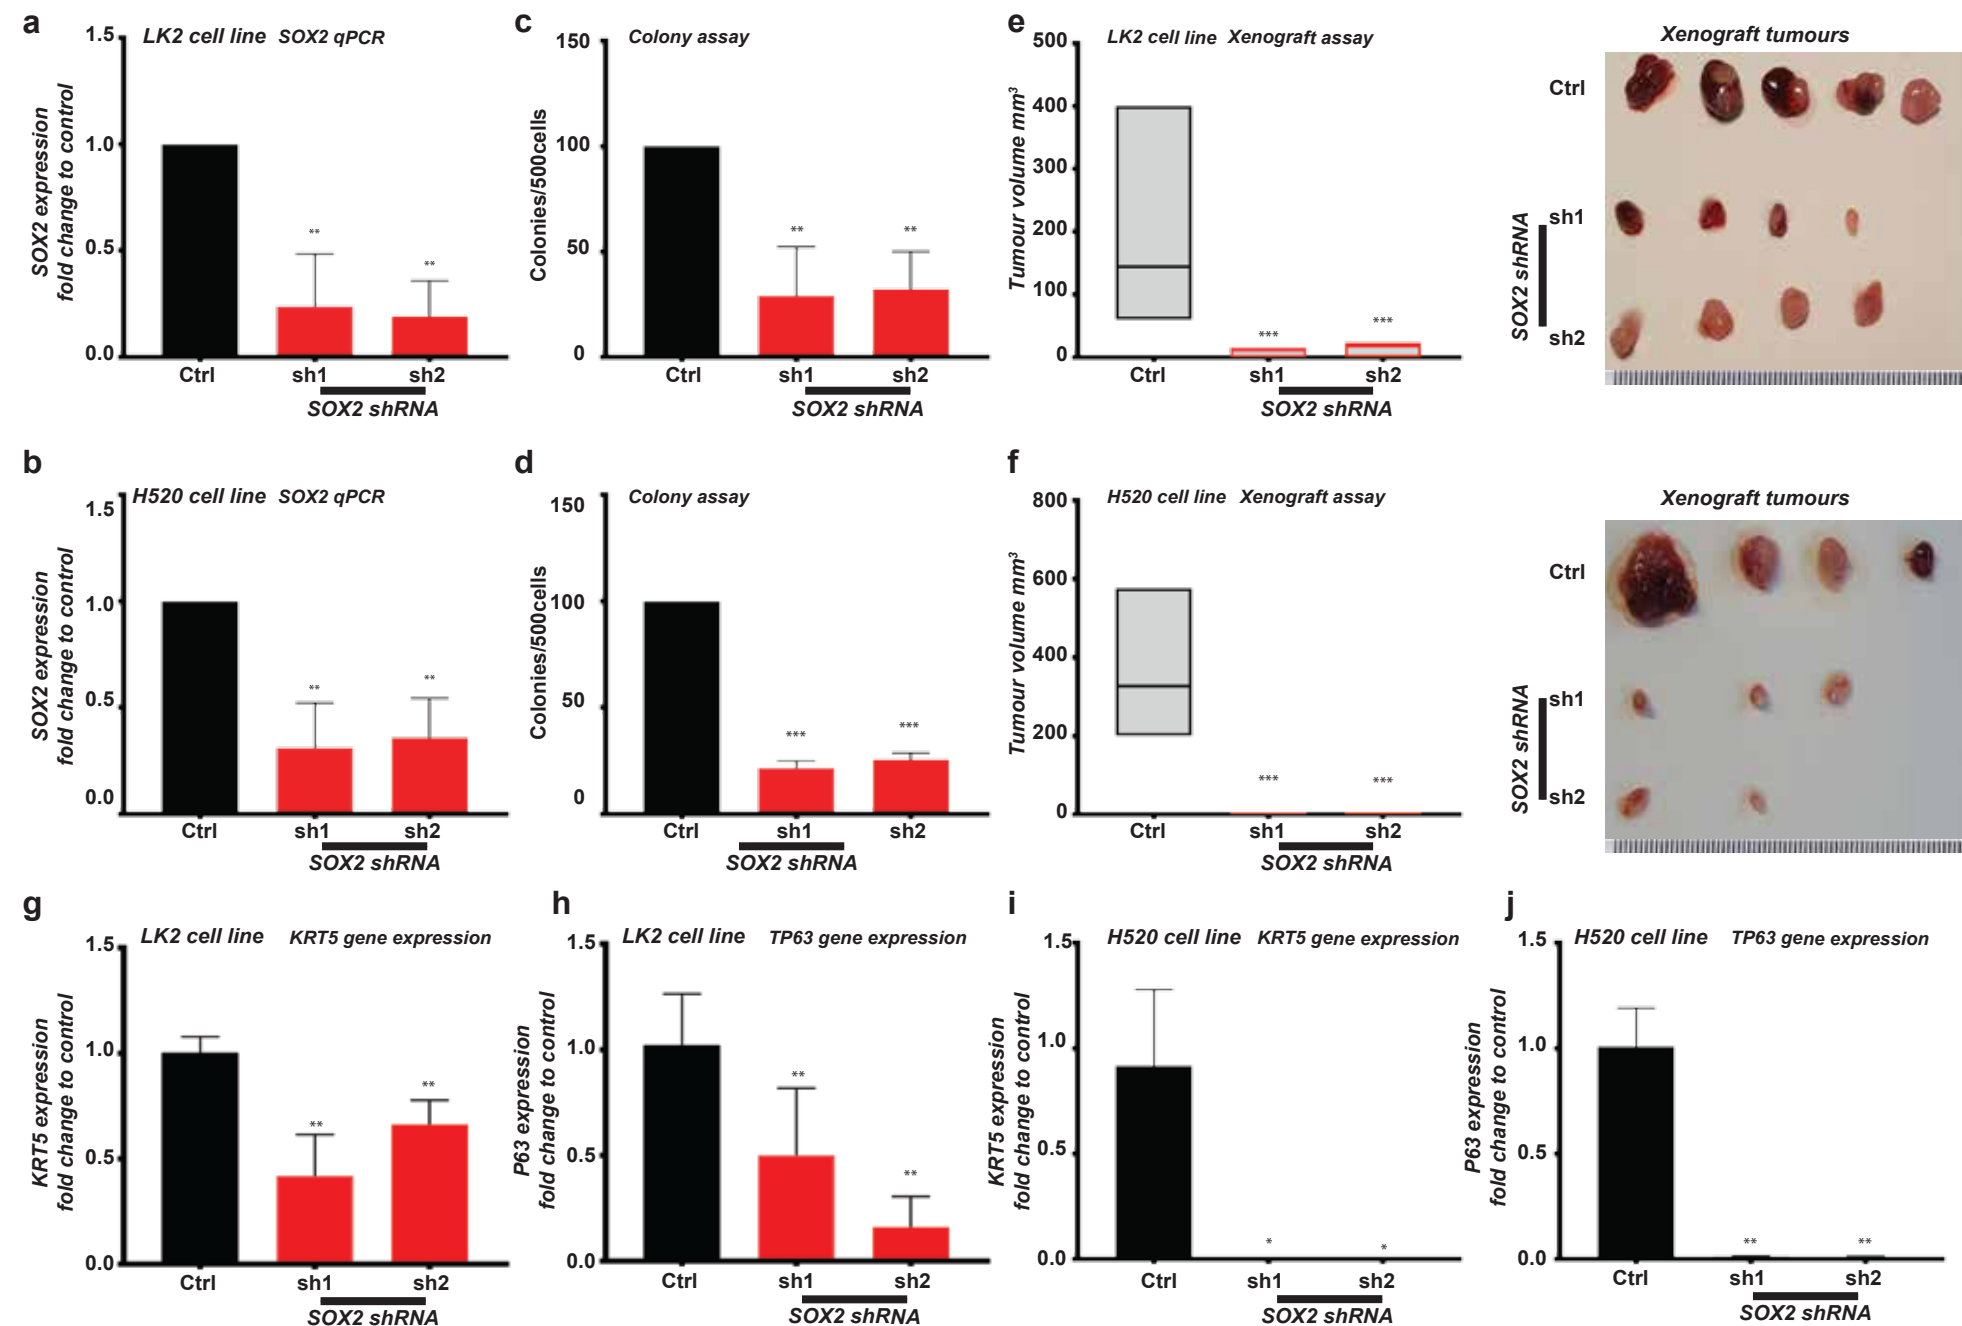 a
LK2 cell line SOX2 qPCR
SOX2 expression
fold change to control
1.5
1.0
0.5
0.0
**
**
Ctrl
sh1
sh2
SOX2 shRNA
c
Colony assay
Colonies/500cells
150
100
50
0
**
**
Ctrl
sh1
sh2
SOX2 shRNA
e
LK2 cell line Xenograft assay
Tumour volume mm³
500
400
300
200
100
0
***
***
Ctrl
sh1
sh2
SOX2 shRNA
Xenograft tumours
Ctrl
sh1
SOX2 shRNA
sh2
b
H520 cell line SOX2 qPCR
SOX2 expression
fold change to control
1.5
1.0
0.5
0.0
**
**
Ctrl
sh1
sh2
SOX2 shRNA
d
Colony assay
Colonies/500cells
150
100
50
0
***
***
Ctrl
sh1
sh2
SOX2 shRNA
f
H520 cell line Xenograft assay
Tumour volume mm³
800
600
400
200
0
***
***
Ctrl
sh1
sh2
SOX2 shRNA
Xenograft tumours
Ctrl
sh1
SOX2 shRNA
sh2
g
LK2 cell line KRT5 gene expression
KRT5 expression
fold change to control
1.5
1.0
0.5
0.0
**
**
Ctrl
sh1
sh2
SOX2 shRNA
h
LK2 cell line TP63 gene expression
P63 expression
fold change to control
1.5
1.0
0.5
0.0
**
**
Ctrl
sh1
sh2
SOX2 shRNA
i
H520 cell line KRT5 gene expression
KRT5 expression
fold change to control
1.5
1.0
0.5
0.0
*
*
Ctrl
sh1
sh2
SOX2 shRNA
j
H520 cell line TP63 gene expression
P63 expression
fold change to control
1.5
1.0
0.5
0.0
**
**
Ctrl
sh1
sh2
SOX2 shRNA